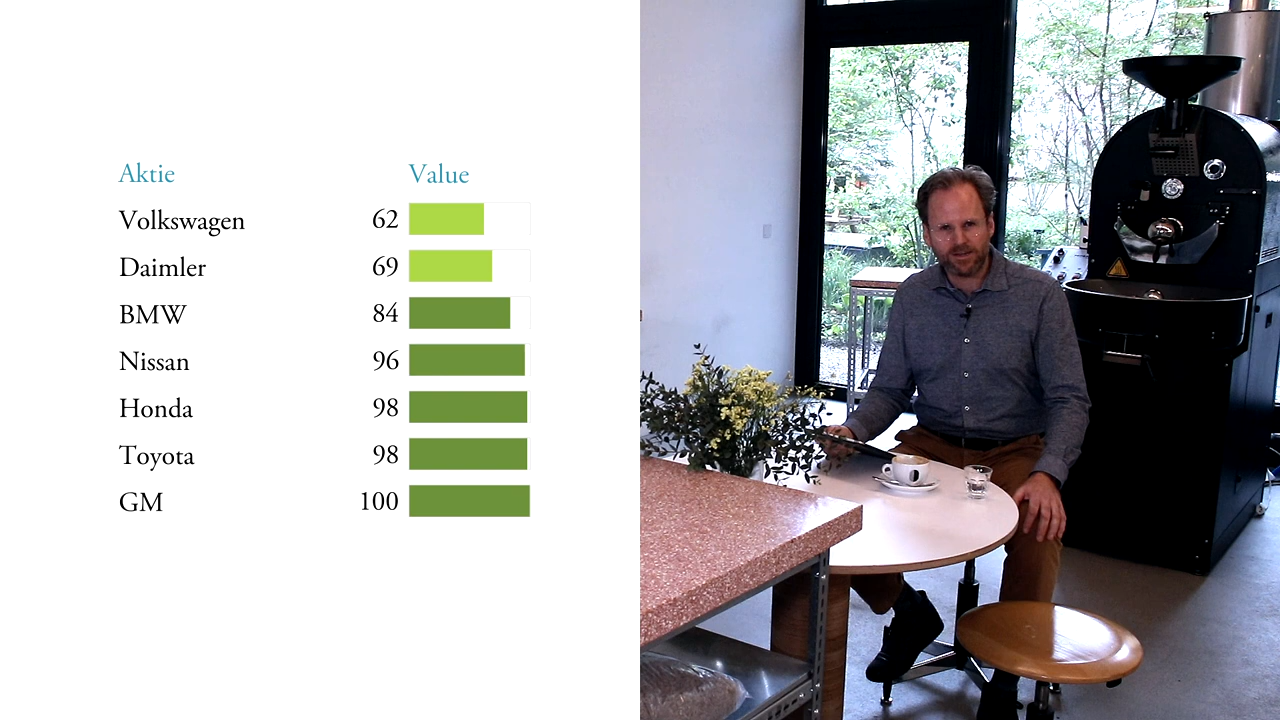 Aktie Value
Volkswagen 62
Daimler 69
BMW 84
Nissan 96
Honda 98
Toyota 98
GM 100